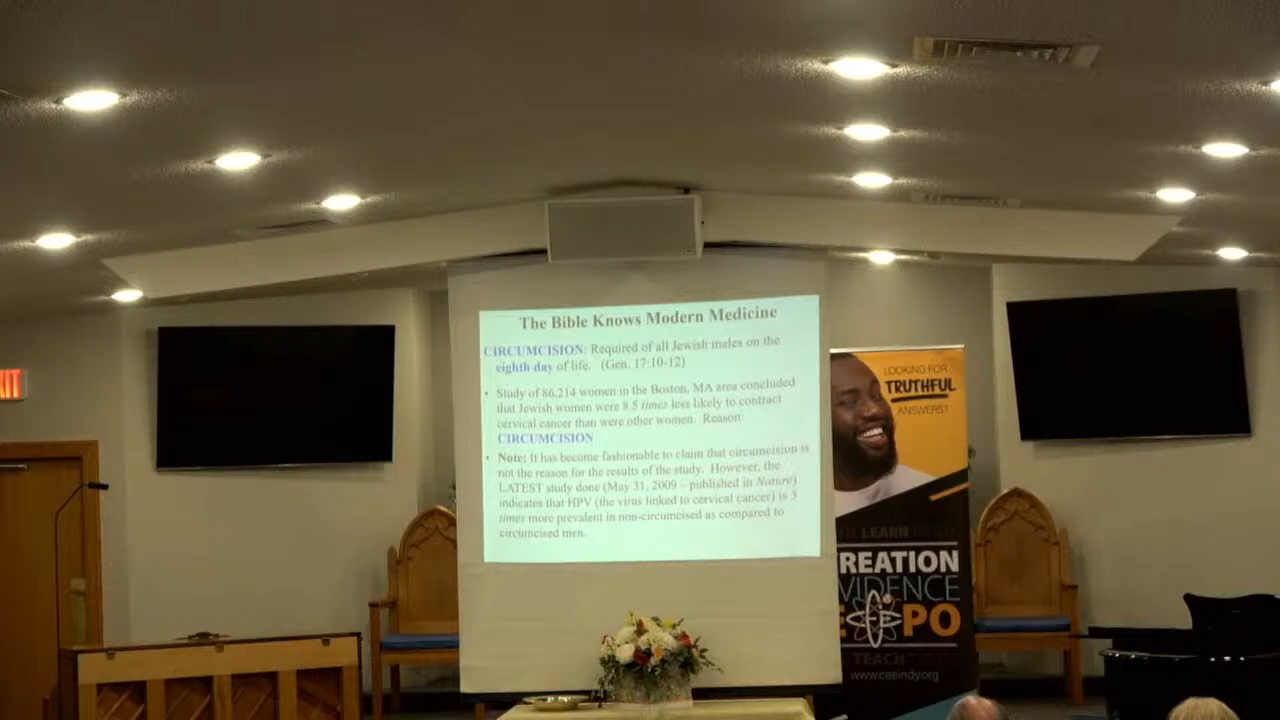 The Bible Knows Modern Medicine
CIRCUMCISION: Required of all Jewish males on the
eighth day of life. (Gen. 17:10-12)
• Study of 86,214 women in the Boston, MA area concluded
that Jewish women were 8.5 times less likely to contract
cervical cancer than were other women. Reason:
CIRCUMCISION
• Note: It has become fashionable to claim that circumcision is
not the reason for the results of the study. However, the
LATEST study done (May 31, 2009 – published in Nature)
indicates that HPV (the virus linked to cervical cancer) is 3
times more prevalent in non-circumcised as compared to
circumcised men.
LOOKING FOR
TRUTHFUL
ANSWERS?
LEARN
REATION
VIDENCE
E PO
TEACH
www.ceeindy.org
XIT